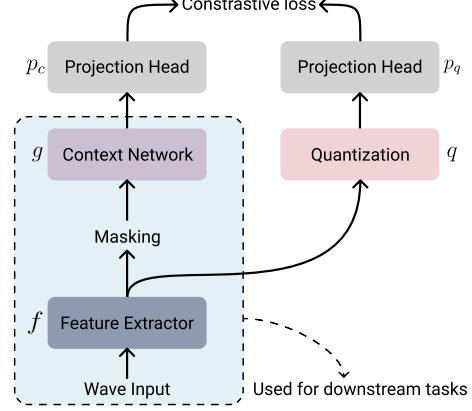 Constrastive loss
p_c Projection Head Projection Head p_q
g Context Network Quantization q
Masking
f Feature Extractor
Wave Input Used for downstream tasks